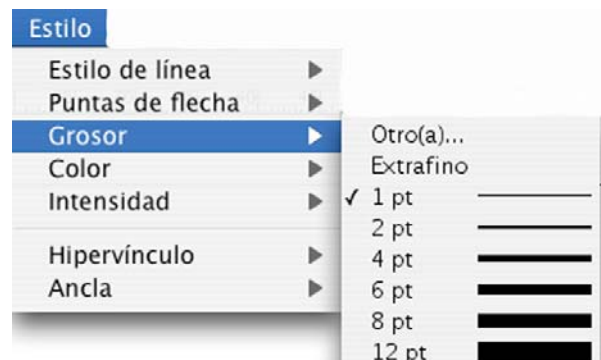 Estilo
Estilo de línea
Puntas de flecha
Grosor
Color
Intensidad
Hipervínculo
Ancla
Otro(a)...
Extrafino
✓ 1 pt
2 pt
4 pt
6 pt
8 pt
12 pt